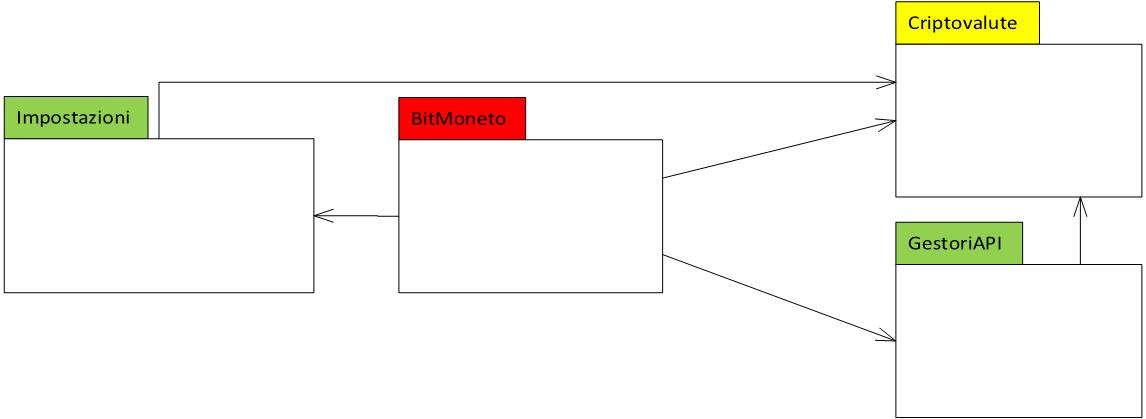 Criptovalute
Impostazioni
BitMoneto
GestoriAPI